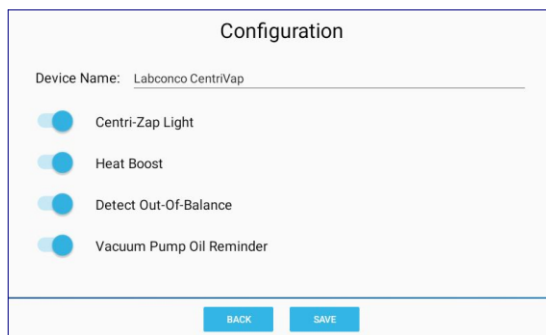 Configuration
Device Name: Labconco CentriVap
Centri-Zap Light
Heat Boost
Detect Out-Of-Balance
Vacuum Pump Oil Reminder
BACK SAVE